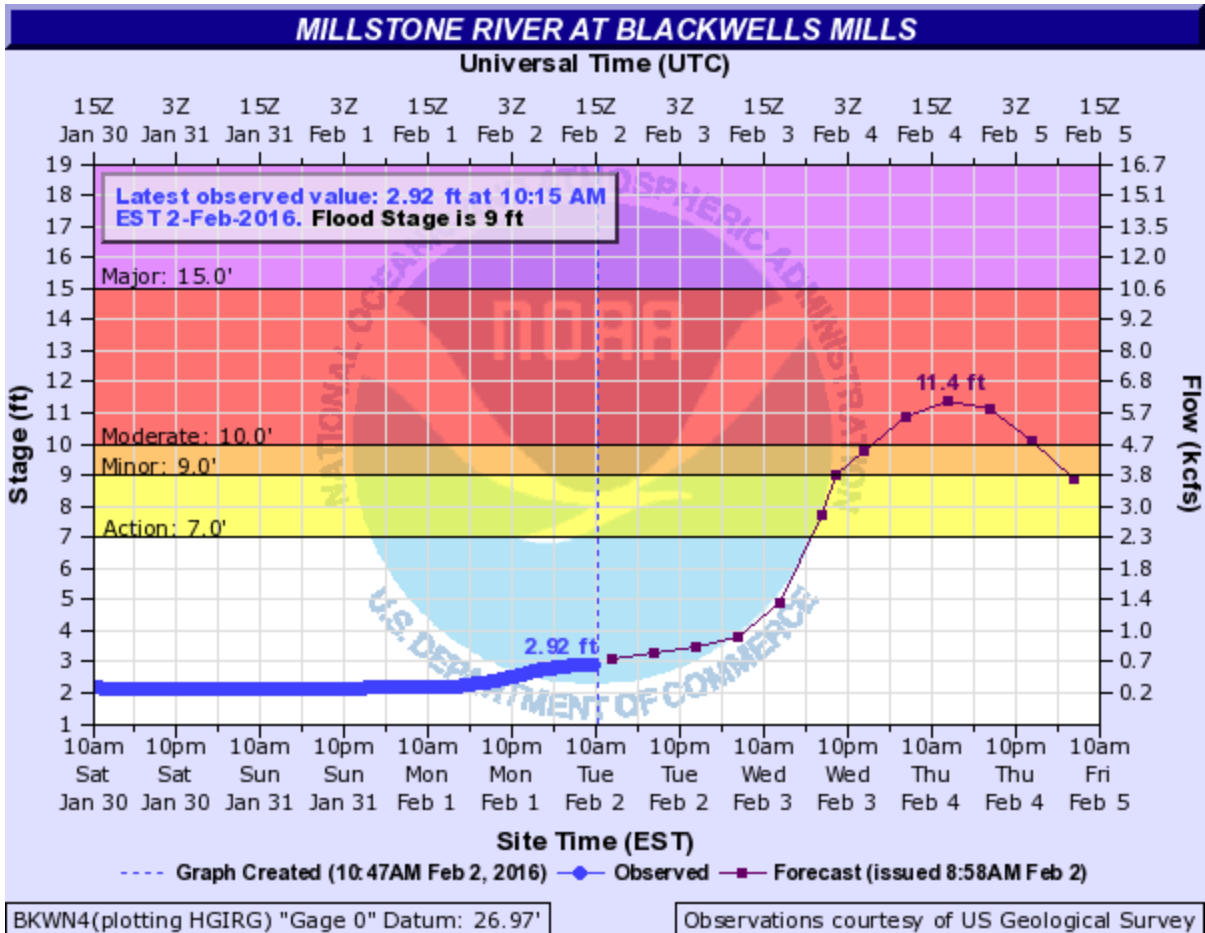 MILLSTONE RIVER AT BLACKWELLS MILLS
Universal Time (UTC)
15Z 3Z 15Z 3Z 15Z 3Z 15Z 3Z 15Z 3Z 15Z 3Z 15Z
Jan 30 Jan 31 Jan 31 Feb 1 Feb 1 Feb 2 Feb 2 Feb 3 Feb 3 Feb 4 Feb 4 Feb 5 Feb 5
Latest observed value: 2.92 ft at 10:15 AM
EST 2-Feb-2016. Flood Stage is 9 ft
NATIONAL OCEANIC AND ATMOSPHERIC ADMINISTRATION
NOAA
U.S. DEPARTMENT OF COMMERCE
Major: 15.0'
Moderate: 10.0'
Minor: 9.0'
Action: 7.0'
11.4 ft
2.92 ft
Stage (ft)
19
18
17
16
15
14
13
12
11
10
9
8
7
6
5
4
3
2
1
Flow (kcfs)
16.7
15.1
13.5
12.0
10.6
9.2
8.0
6.8
5.7
4.7
3.8
3.0
2.3
1.8
1.4
1.0
0.7
0.2
10am 10pm 10am 10pm 10am 10pm 10am 10pm 10am 10pm 10am 10pm 10am
Sat Sat Sun Sun Mon Mon Tue Tue Wed Wed Thu Thu Fri
Jan 30 Jan 30 Jan 31 Jan 31 Feb 1 Feb 1 Feb 2 Feb 2 Feb 3 Feb 3 Feb 4 Feb 4 Feb 5
Site Time (EST)
Graph Created (10:47AM Feb 2, 2016) Observed Forecast (issued 8:58AM Feb 2)
BKWN4(plotting HGIRG) "Gage 0" Datum: 26.97'
Observations courtesy of US Geological Survey